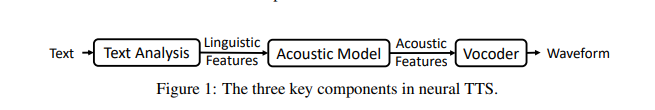 Text Text Analysis Linguistic Features Acoustic Model Acoustic Features Vocoder Waveform
Figure 1: The three key components in neural TTS.